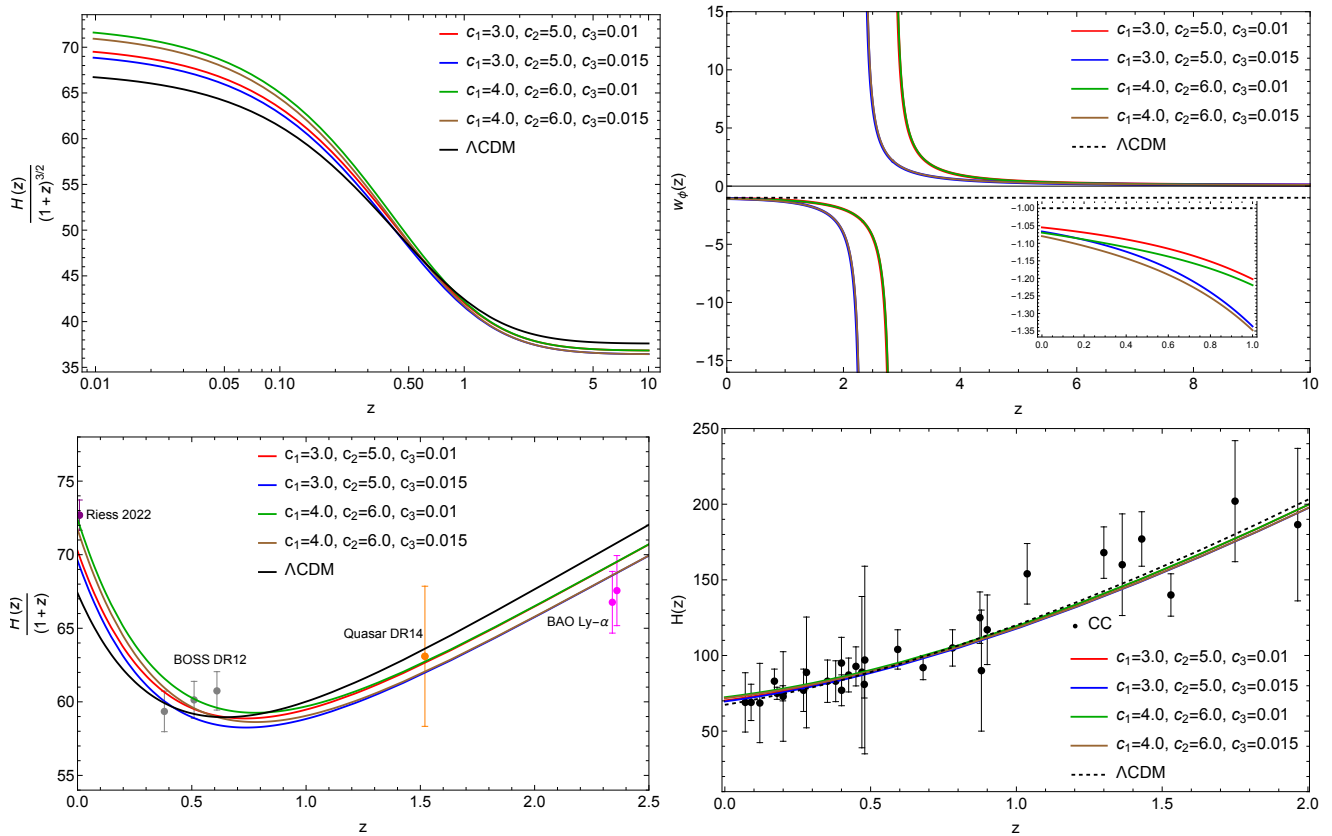 H(z)
(1+z)^{3/2}
70
65
60
55
50
45
40
35
0.01
0.05
0.10
0.50
1
5
10
z
c₁=3.0, c₂=5.0, c₃=0.01
c₁=3.0, c₂=5.0, c₃=0.015
c₁=4.0, c₂=6.0, c₃=0.01
c₁=4.0, c₂=6.0, c₃=0.015
ΛCDM
w_ϕ(z)
15
10
5
0
-5
-10
-15
0
2
4
6
8
10
z
c₁=3.0, c₂=5.0, c₃=0.01
c₁=3.0, c₂=5.0, c₃=0.015
c₁=4.0, c₂=6.0, c₃=0.01
c₁=4.0, c₂=6.0, c₃=0.015
ΛCDM
-1.00
-1.05
-1.10
-1.15
-1.20
-1.25
-1.30
-1.35
0.0
0.2
0.4
0.6
0.8
1.0
H(z)
(1+z)
75
70
65
60
55
0.0
0.5
1.0
1.5
2.0
2.5
z
c₁=3.0, c₂=5.0, c₃=0.01
c₁=3.0, c₂=5.0, c₃=0.015
c₁=4.0, c₂=6.0, c₃=0.01
c₁=4.0, c₂=6.0, c₃=0.015
ΛCDM
Riess 2022
BOSS DR12
Quasar DR14
BAO Ly-α
H(z)
250
200
150
100
50
0
0.0
0.5
1.0
1.5
2.0
z
CC
c₁=3.0, c₂=5.0, c₃=0.01
c₁=3.0, c₂=5.0, c₃=0.015
c₁=4.0, c₂=6.0, c₃=0.01
c₁=4.0, c₂=6.0, c₃=0.015
ΛCDM